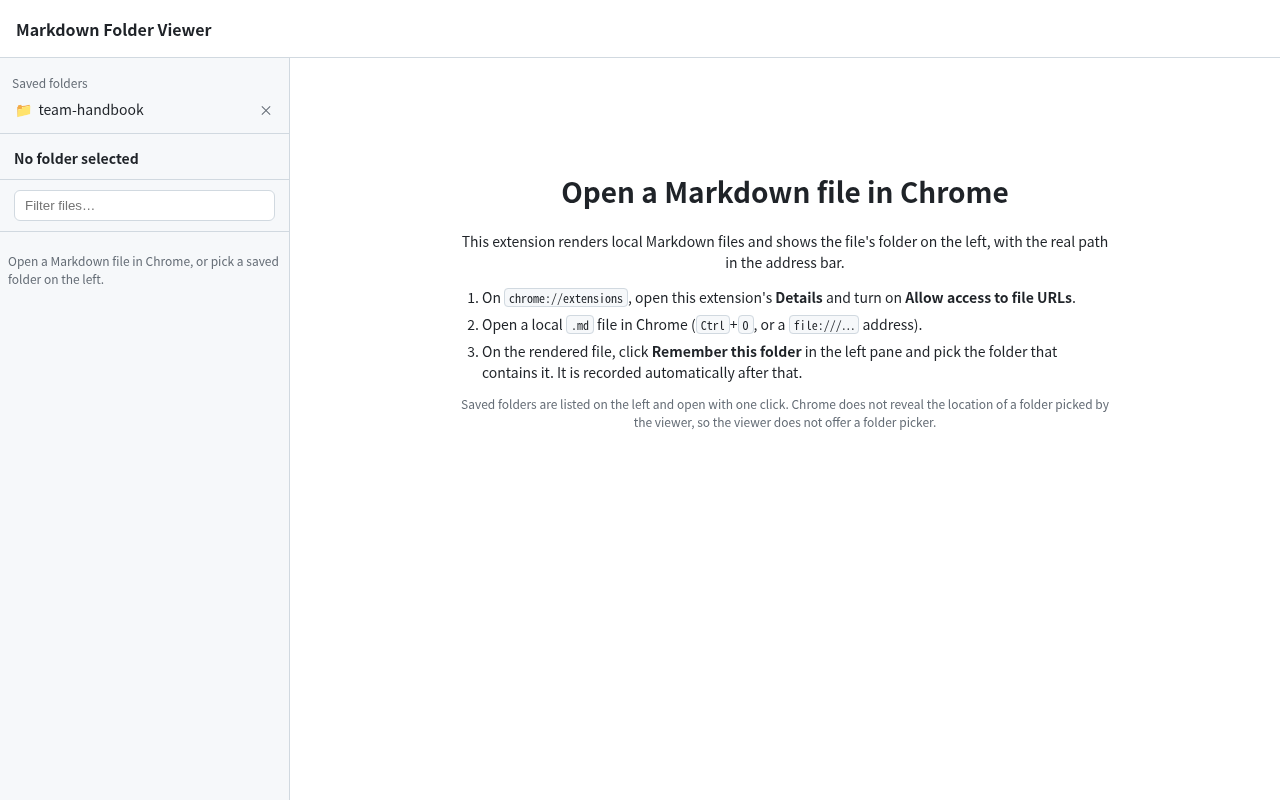 Markdown Folder Viewer
Saved folders
team-handbook
No folder selected
Filter files…
Open a Markdown file in Chrome, or pick a saved
folder on the left.
Open a Markdown file in Chrome
This extension renders local Markdown files and shows the file's folder on the left, with the real path
in the address bar.
1. On chrome://extensions, open this extension's Details and turn on Allow access to file URLs.
2. Open a local .md file in Chrome (Ctrl+O, or a file:///... address).
3. On the rendered file, click Remember this folder in the left pane and pick the folder that
contains it. It is recorded automatically after that.
Saved folders are listed on the left and open with one click. Chrome does not reveal the location of a folder picked by
the viewer, so the viewer does not offer a folder picker.